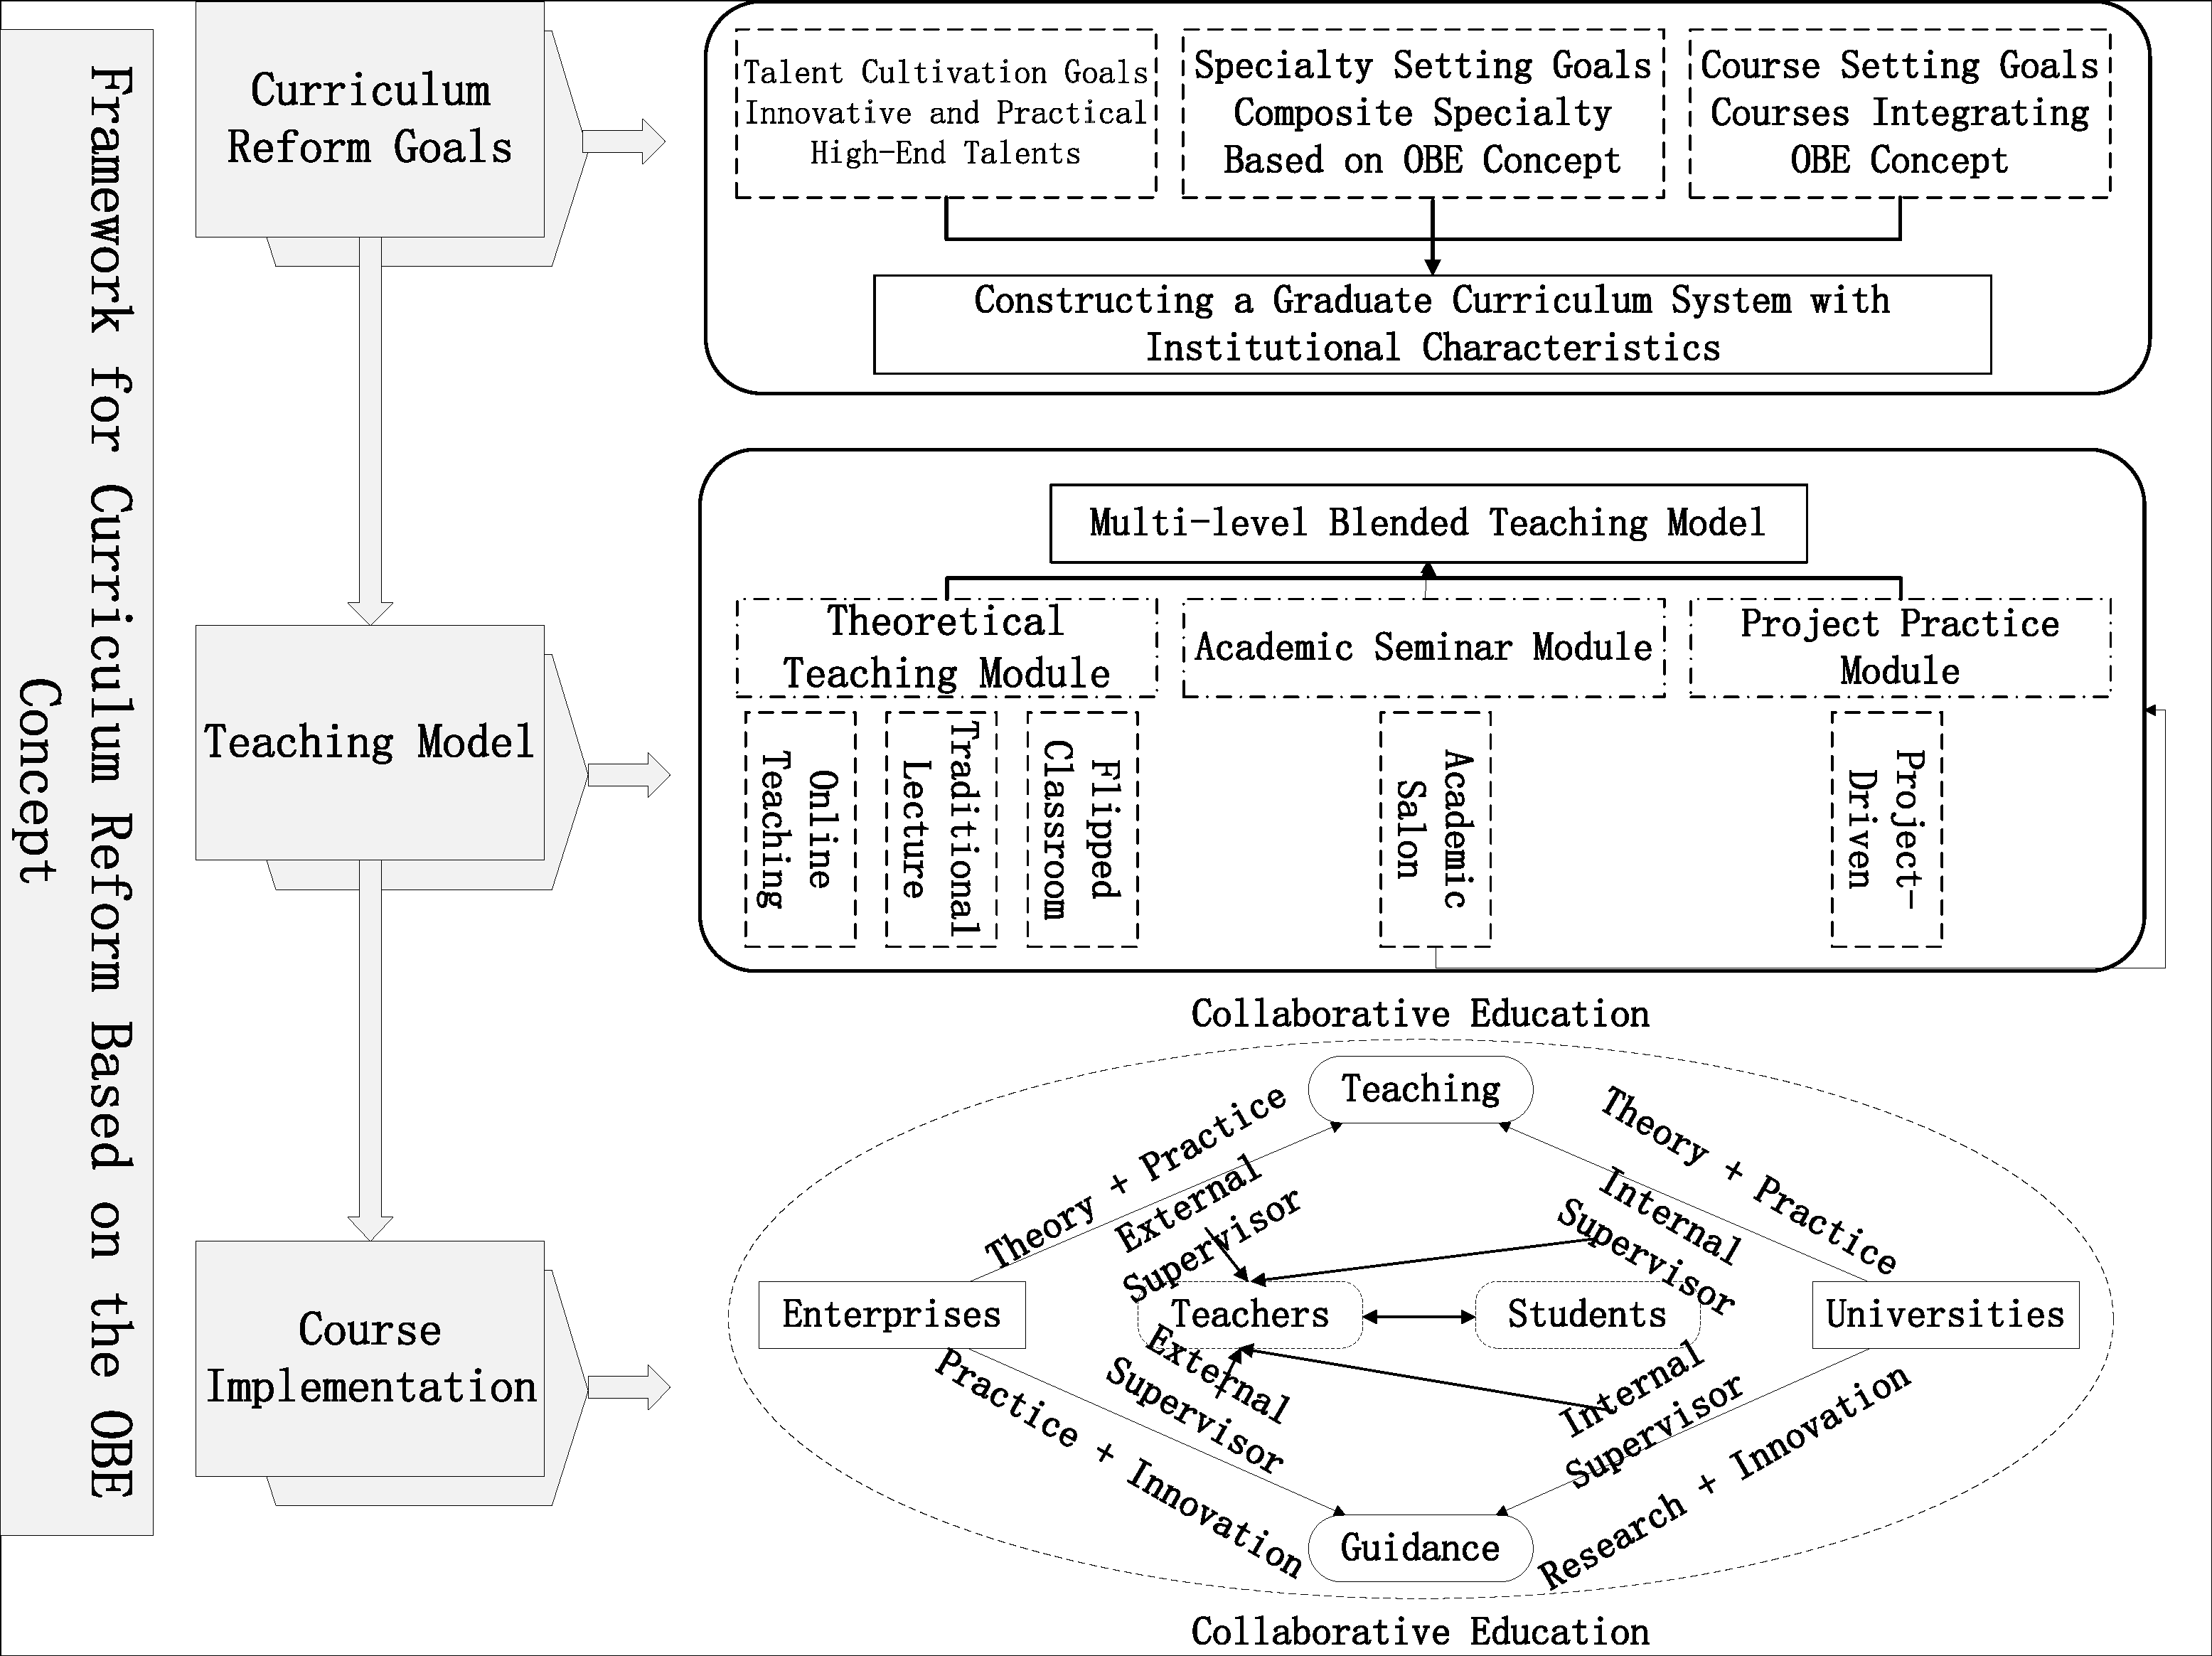 Framework for Curriculum Reform Based on the OBE
Concept
Curriculum
Reform Goals
Talent Cultivation Goals
Innovative and Practical
High-End Talents
Specialty Setting Goals
Composite Specialty
Based on OBE Concept
Course Setting Goals
Courses Integrating
OBE Concept
Constructing a Graduate Curriculum System with
Institutional Characteristics
Teaching Model
Multi-level Blended Teaching Model
Theoretical
Teaching Module
Academic Seminar Module
Project Practice
Module
Online
Teaching
Traditional
Lecture
Flipped
Classroom
Academic
Salon
Project-
Driven
Course
Implementation
Collaborative Education
Teaching
Theory + Practice
External
Supervisor
Theory + Practice
Internal
Supervisor
Enterprises
Teachers
Students
Universities
External
Supervisor
Practice + Innovation
Internal
Supervisor
Research + Innovation
Guidance
Collaborative Education